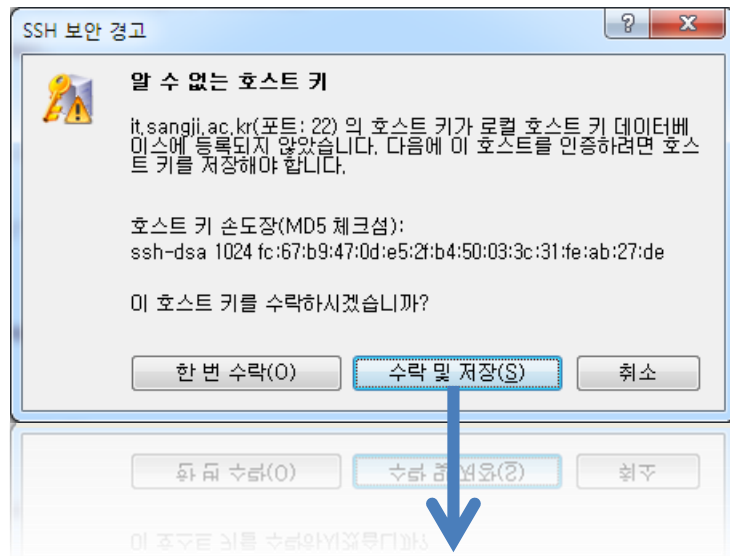 SSH 보안 경고
알 수 없는 호스트 키
it.sangji.ac.kr(포트: 22) 의 호스트 키가 로컬 호스트 키 데이터베
이스에 등록되지 않았습니다. 다음에 이 호스트를 인증하려면 호스
트 키를 저장해야 합니다.
호스트 키 손도장(MD5 체크섬):
ssh-dsa 1024 fc:67:b9:47:0d:e5:2f:b4:50:03:3c:31:fe:ab:27:de
이 호스트 키를 수락하시겠습니까?
한 번 수락(O) 수락 및 저장(S) 취소